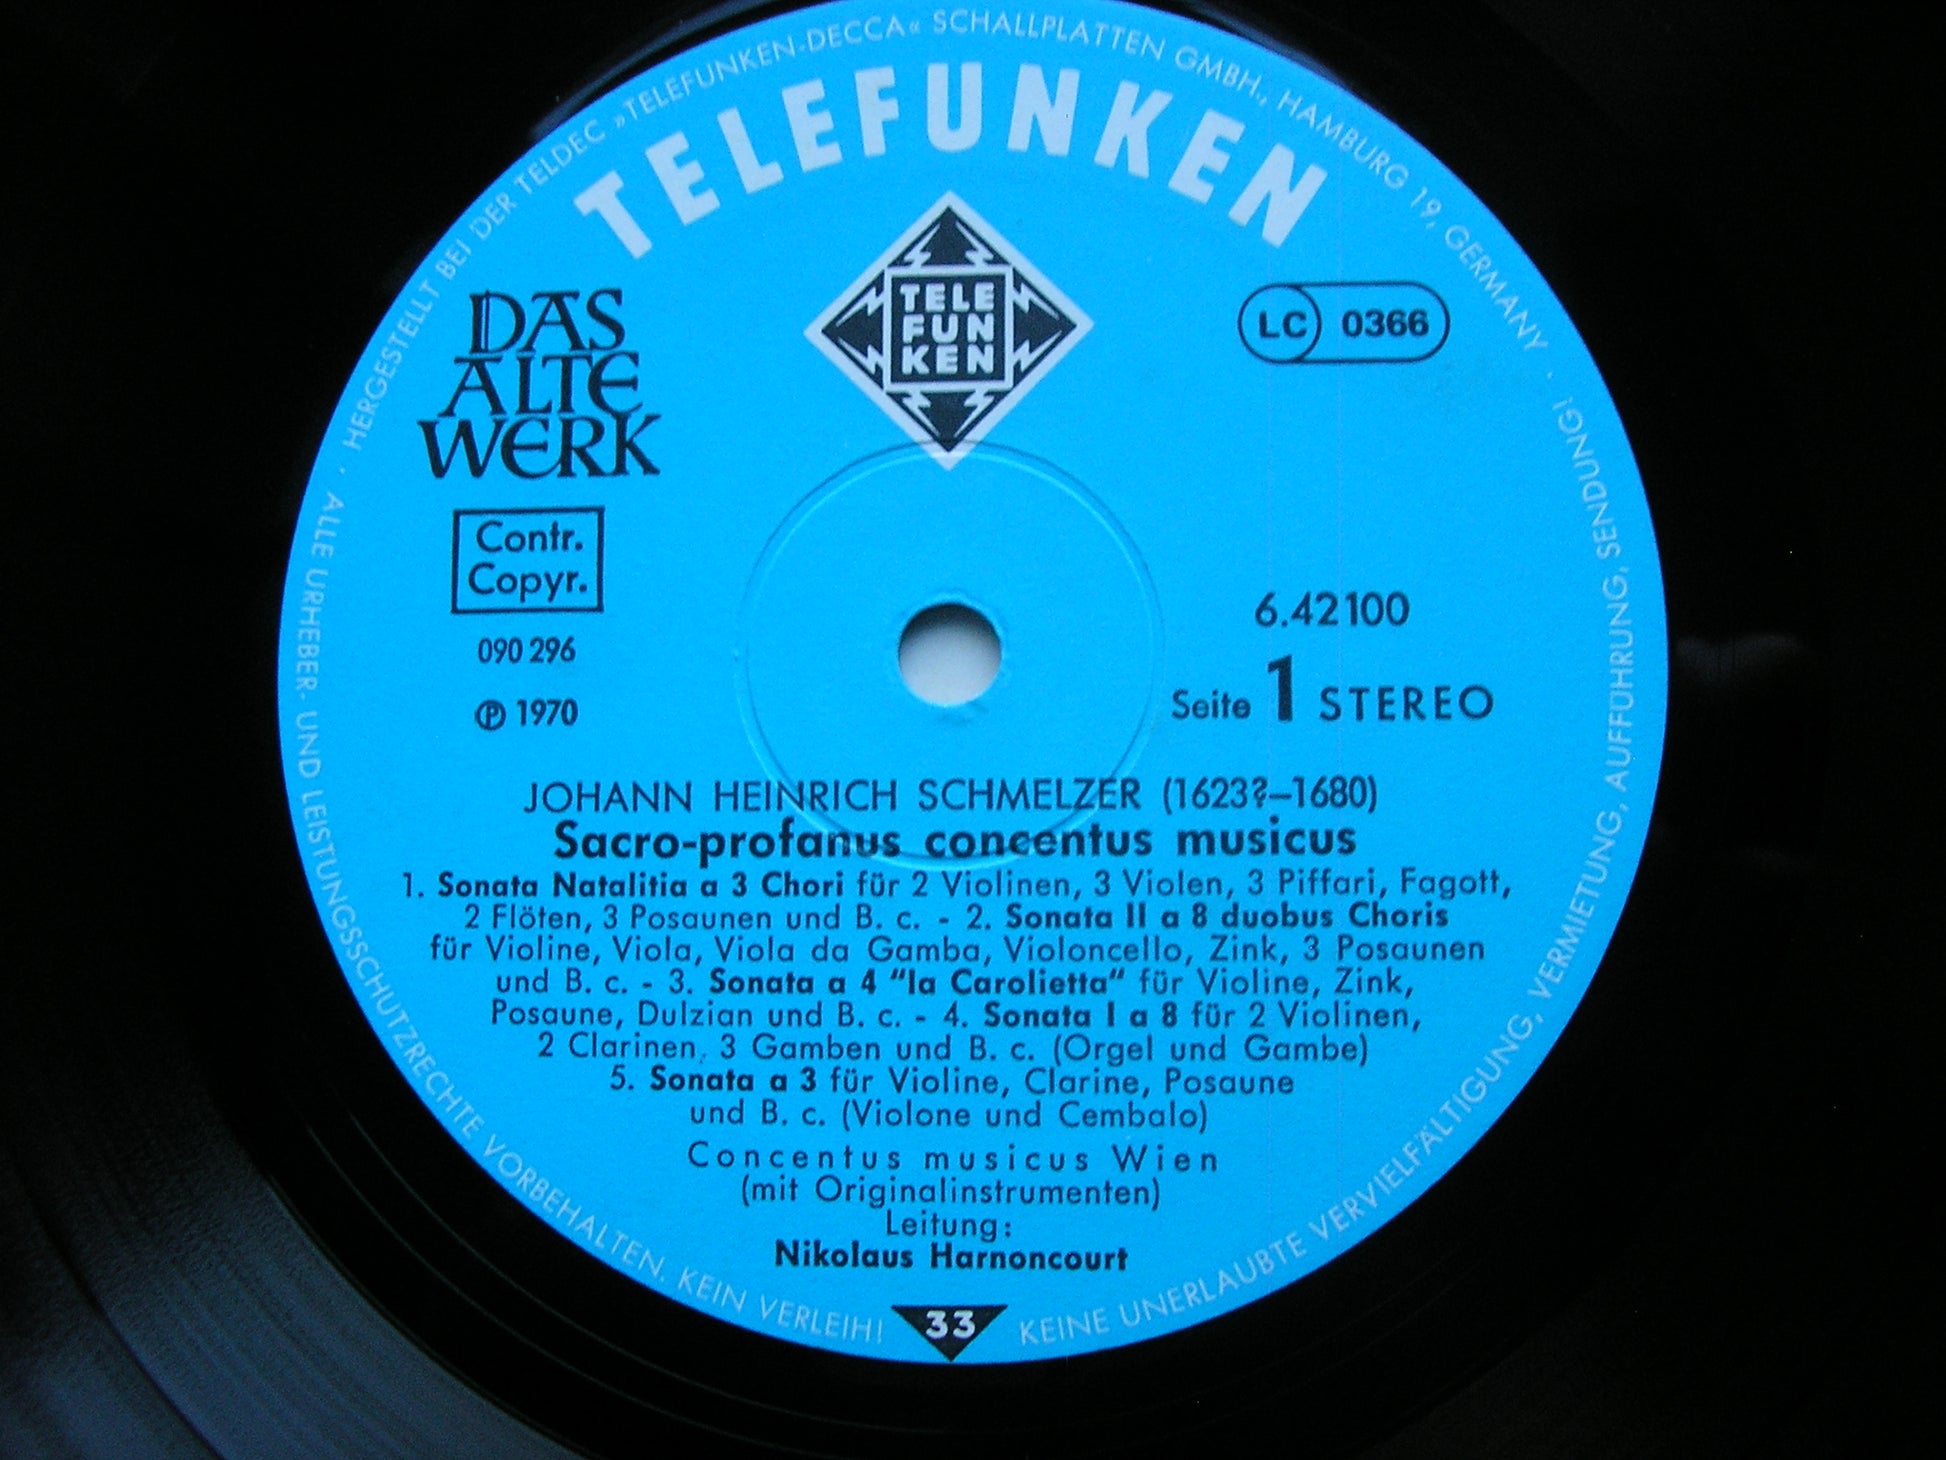 HERGESTELLT BEI DER TELDEC »TELEFUNKEN-DECCA« SCHALLPLATTEN GMBH., HAMBURG 19, GERMANY ·
TELEFUNKEN
TELE
FUN
KEN
DAS
ALTE
WERK
LC 0366
Contr.
Copyr.
090 296
℗ 1970
6.42100
Seite 1 STEREO
JOHANN HEINRICH SCHMELZER (1623?–1680)
Sacro-profanus concentus musicus
1. Sonata Natalitia a 3 Chori für 2 Violinen, 3 Violen, 3 Piffari, Fagott,
2 Flöten, 3 Posaunen und B. c. - 2. Sonata II a 8 duobus Choris
für Violine, Viola, Viola da Gamba, Violoncello, Zink, 3 Posaunen
und B. c. - 3. Sonata a 4 "la Carolietta" für Violine, Zink,
Posaune, Dulzian und B. c. - 4. Sonata I a 8 für 2 Violinen,
2 Clarinen, 3 Gamben und B. c. (Orgel und Gambe)
5. Sonata a 3 für Violine, Clarine, Posaune
und B. c. (Violone und Cembalo)
Concentus musicus Wien
(mit Originalinstrumenten)
Leitung:
Nikolaus Harnoncourt
33
ALLE URHEBER- UND LEISTUNGSSCHUTZRECHTE VORBEHALTEN. KEIN VERLEIH!
KEINE UNERLAUBTE VERVIELFÄLTIGUNG, VERMIETUNG, AUFFÜHRUNG, SENDUNG!